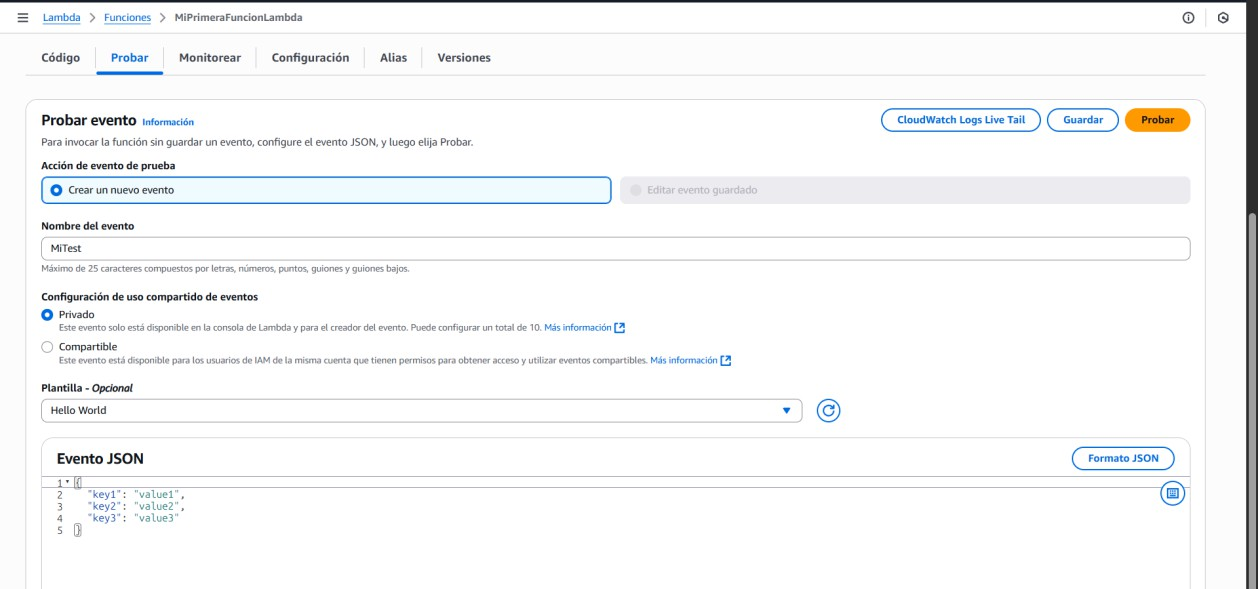 Lambda > Funciones > MiPrimeraFuncionLambda
Código Probar Monitorear Configuración Alias Versiones
Probar evento Información CloudWatch Logs Live Tail Guardar Probar
Para invocar la función sin guardar un evento, configure el evento JSON, y luego elija Probar.
Acción de evento de prueba
Crear un nuevo evento Editar evento guardado
Nombre del evento
MiTest
Máximo de 25 caracteres compuestos por letras, números, puntos, guiones y guiones bajos.
Configuración de uso compartido de eventos
Privado
Este evento solo está disponible en la consola de Lambda y para el creador del evento. Puede configurar un total de 10. Más información
Compartible
Este evento está disponible para los usuarios de IAM de la misma cuenta que tienen permisos para obtener acceso y utilizar eventos compartibles. Más información
Plantilla - Opcional
Hello World
Evento JSON Formato JSON
1 {
2 "key1": "value1",
3 "key2": "value2",
4 "key3": "value3"
5 }